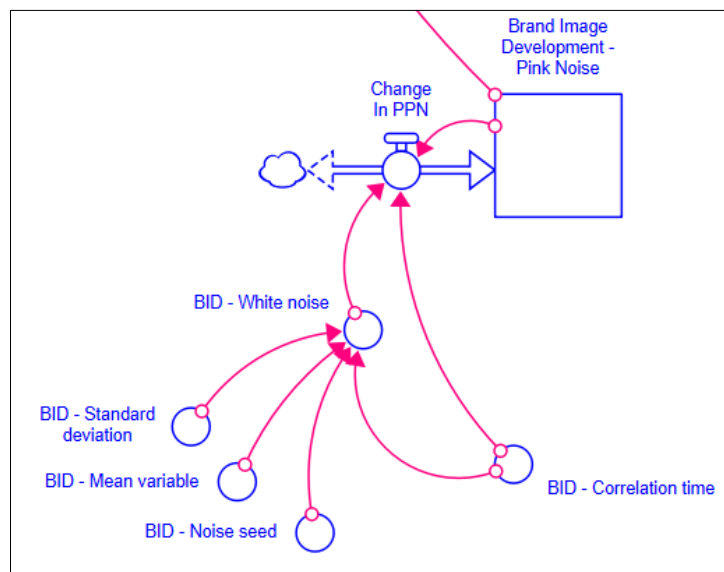 Brand Image
Development -
Pink Noise
Change
In PPN
BID - White noise
BID - Standard
deviation
BID - Mean variable
BID - Correlation time
BID - Noise seed